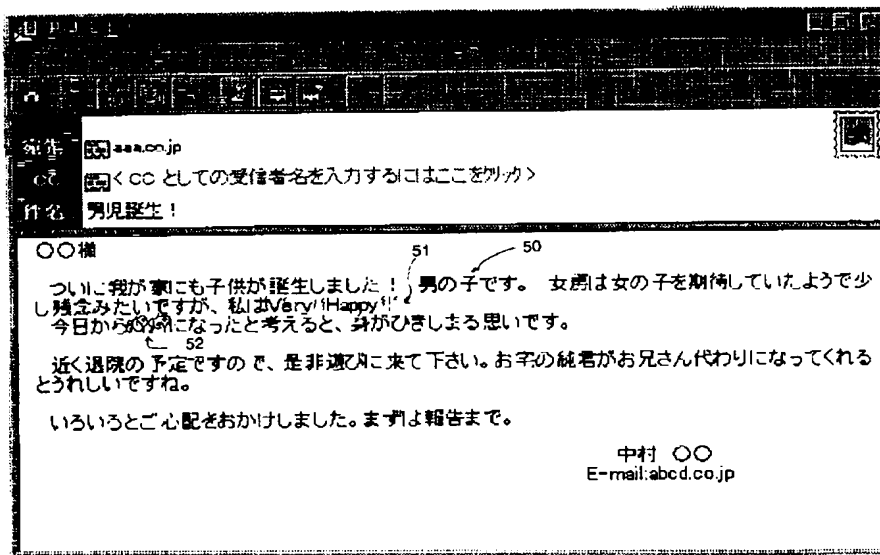 宛先 aaa.co.jp
CC < CC としての受信者名を入力するにはここをクリック >
件名 男児誕生！
○○様
51 50
ついに我が家にも子供が誕生しました！ 男の子です。 女房は女の子を期待していたようで少
し残念みたいですが、私はVery Happy
今日から になったと考えると、身がひきしまる思いです。
52
近く退院の予定ですので、是非遊びに来て下さい。お宅の純君がお兄さん代わりになってくれる
とうれしいですね。
いろいろとご心配をおかけしました。まずは報告まで。
中村 ○○
E-mail:abcd.co.jp